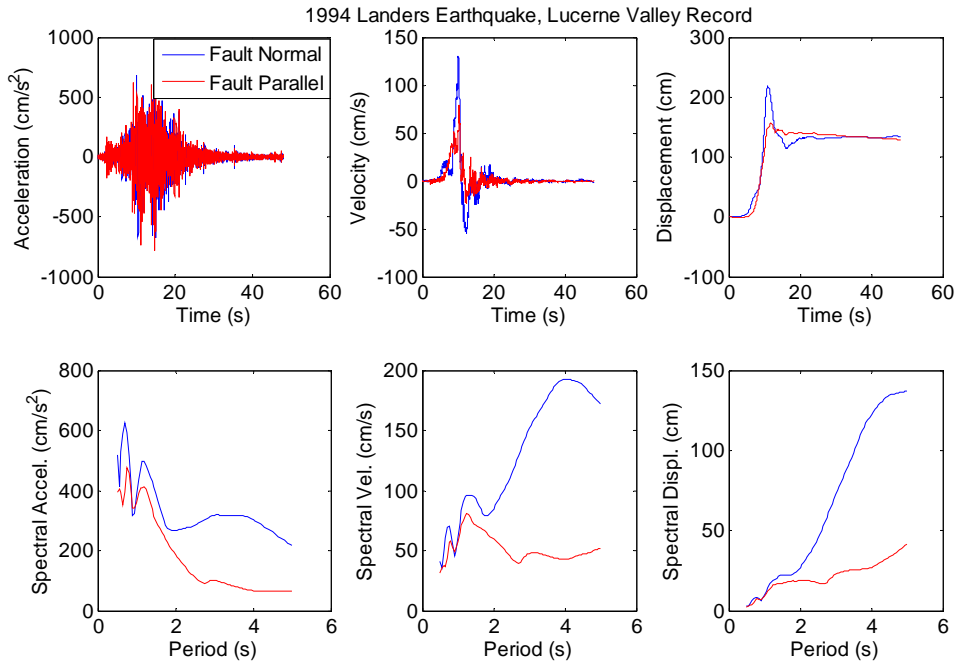 1994 Landers Earthquake, Lucerne Valley Record
Acceleration (cm/s²)
1000
500
0
-500
-1000
0 20 40 60
Time (s)
Fault Normal
Fault Parallel
Velocity (cm/s)
150
100
50
0
-50
-100
0 20 40 60
Time (s)
Displacement (cm)
300
200
100
0
-100
0 20 40 60
Time (s)
Spectral Accel. (cm/s²)
800
600
400
200
0
0 2 4 6
Period (s)
Spectral Vel. (cm/s)
200
150
100
50
0
0 2 4 6
Period (s)
Spectral Displ. (cm)
150
100
50
0
0 2 4 6
Period (s)